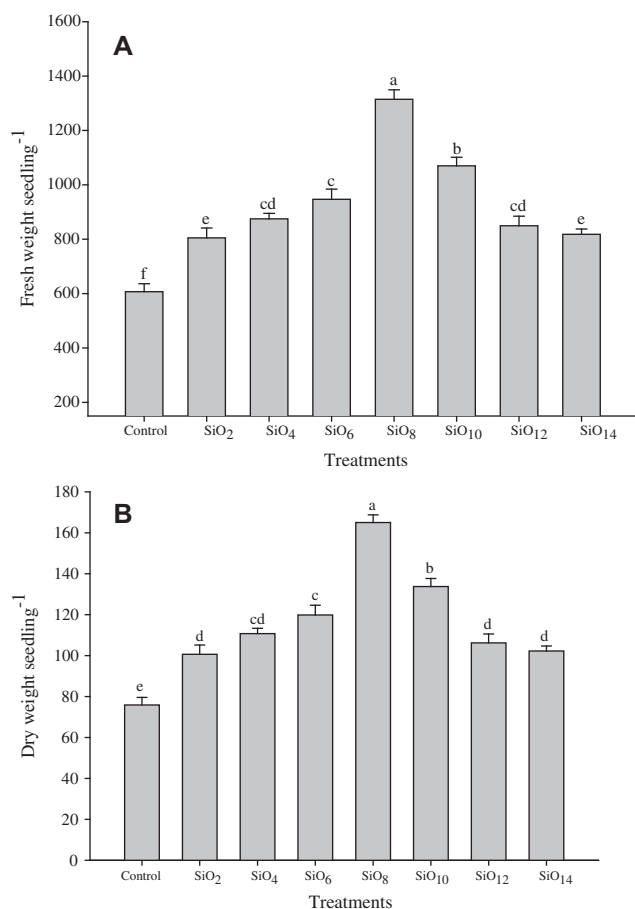 A
Fresh weight seedling⁻¹
1600
1400
1200
1000
800
600
400
200
f
e
cd
c
a
b
cd
e
Control SiO₂ SiO₄ SiO₆ SiO₈ SiO₁₀ SiO₁₂ SiO₁₄
Treatments
B
Dry weight seedling⁻¹
180
160
140
120
100
80
60
40
20
0
e
d
cd
c
a
b
d
d
Control SiO₂ SiO₄ SiO₆ SiO₈ SiO₁₀ SiO₁₂ SiO₁₄
Treatments